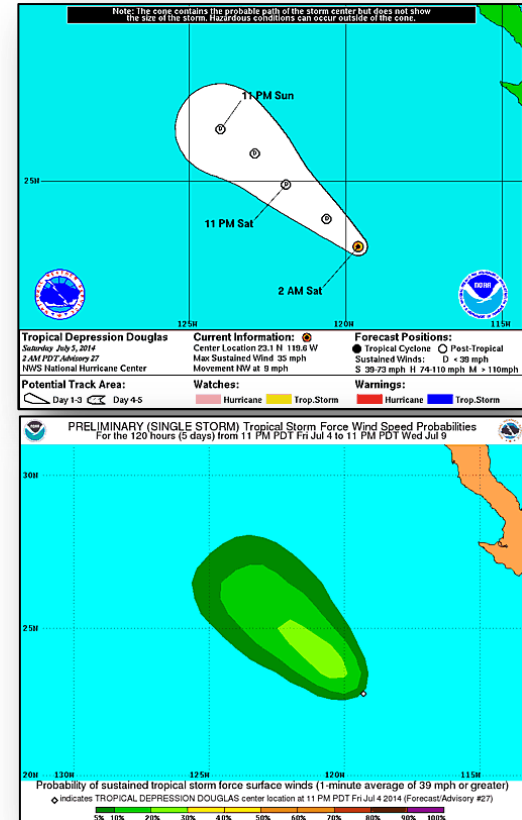 Note: The cone contains the probable path of the storm center but does not show
the size of the storm. Hazardous conditions can occur outside of the cone.
11 PM Sun
25N
11 PM Sat
2 AM Sat
NOAA
125W
120W
Tropical Depression Douglas
Saturday July 5, 2014
2 AM PDT Advisory 27
NWS National Hurricane Center
Current Information:
Center Location 23.1 N 119.6 W
Max Sustained Wind 35 mph
Movement NW at 9 mph
Forecast Positions:
Tropical Cyclone Post-Tropical
Sustained Winds: D < 39 mph
S 39-73 mph H 74-110 mph M > 110mph
Potential Track Area:
Day 1-3 Day 4-5
Watches:
Hurricane Trop.Storm
Warnings:
Hurricane Trop.Storm
PRELIMINARY (SINGLE STORM) Tropical Storm Force Wind Speed Probabilities
For the 120 hours (5 days) from 11 PM PDT Fri Jul 4 to 11 PM PDT Wed Jul 9
30N
25N
20N 130W 125W 120W 115W
Probability of sustained tropical storm force surface winds (1-minute average of 39 mph or greater)
indicates TROPICAL DEPRESSION DOUGLAS center location at 11 PM PDT Fri Jul 4 2014 (Forecast/Advisory #27)
5% 10% 20% 30% 40% 50% 60% 70% 80% 90% 100%